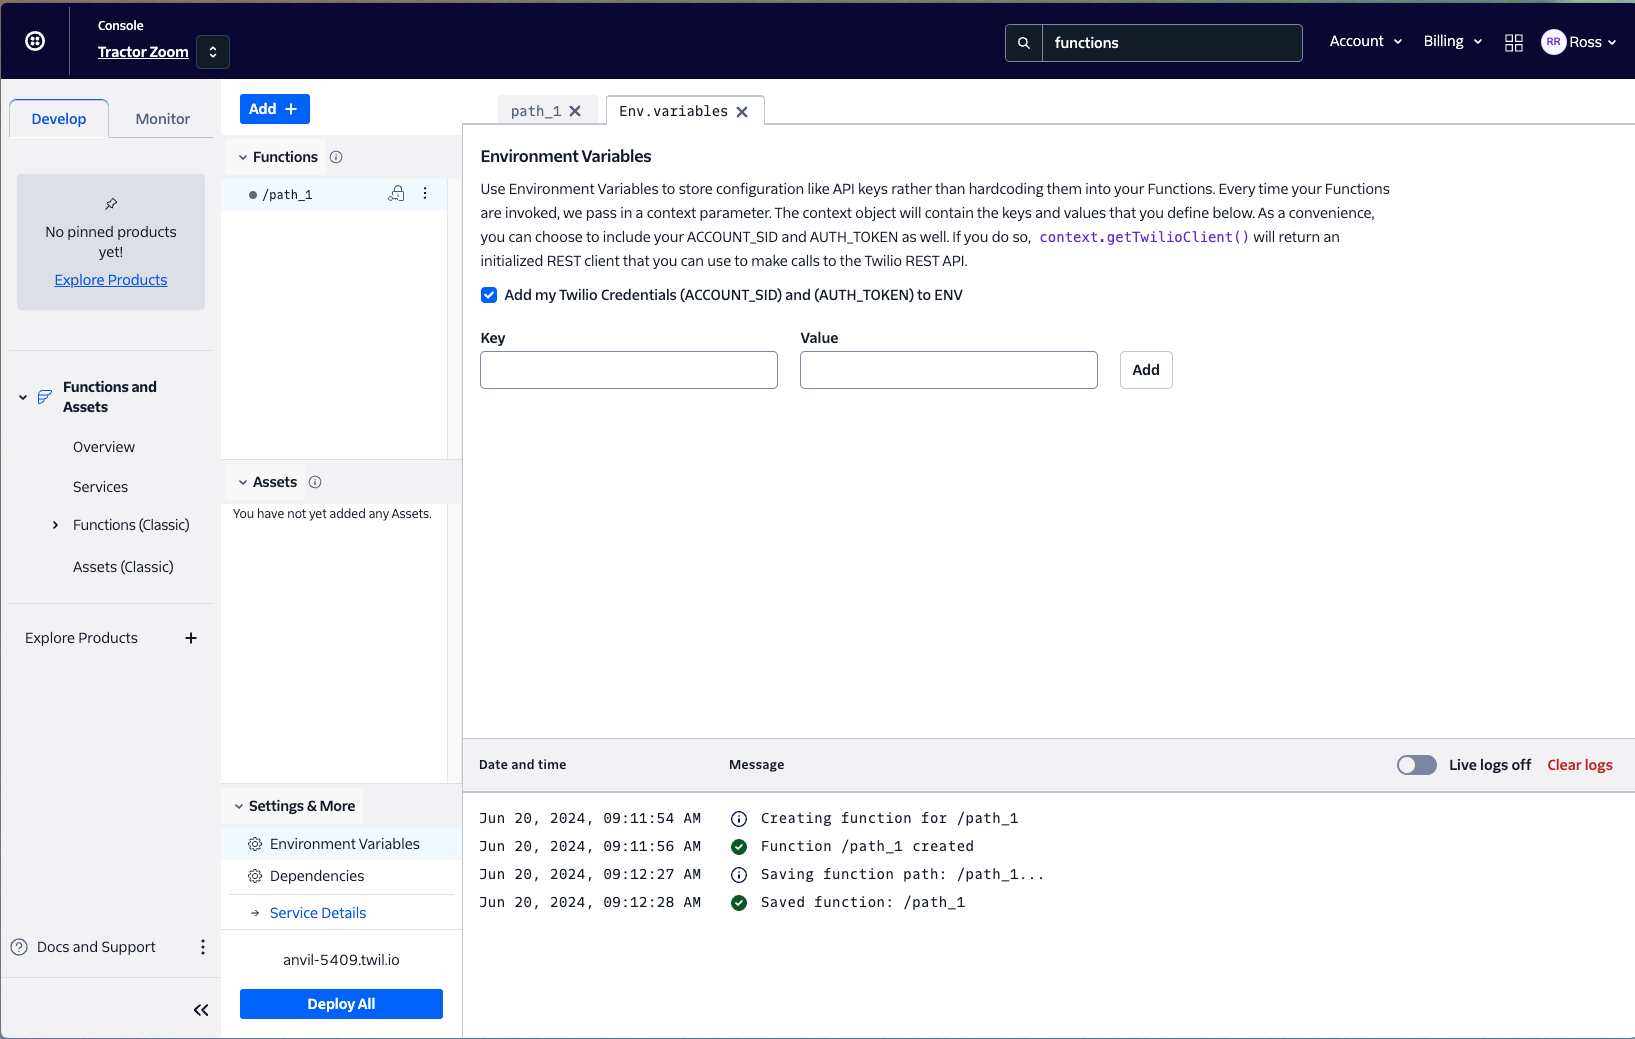 Console
Tractor Zoom
functions
Account
Billing
RR
Ross
Develop
Monitor
No pinned products
yet!
Explore Products
Functions and
Assets
Overview
Services
Functions (Classic)
Assets (Classic)
Explore Products
Docs and Support
Add
Functions
/path_1
Assets
You have not yet added any Assets.
Settings & More
Environment Variables
Dependencies
Service Details
anvil-5409.twil.io
Deploy All
path_1
Env.variables
Environment Variables
Use Environment Variables to store configuration like API keys rather than hardcoding them into your Functions. Every time your Functions
are invoked, we pass in a context parameter. The context object will contain the keys and values that you define below. As a convenience,
you can choose to include your ACCOUNT_SID and AUTH_TOKEN as well. If you do so, context.getTwilioClient() will return an
initialized REST client that you can use to make calls to the Twilio REST API.
Add my Twilio Credentials (ACCOUNT_SID) and (AUTH_TOKEN) to ENV
Key
Value
Add
Date and time
Message
Live logs off
Clear logs
Jun 20, 2024, 09:11:54 AM Creating function for /path_1
Jun 20, 2024, 09:11:56 AM Function /path_1 created
Jun 20, 2024, 09:12:27 AM Saving function path: /path_1...
Jun 20, 2024, 09:12:28 AM Saved function: /path_1